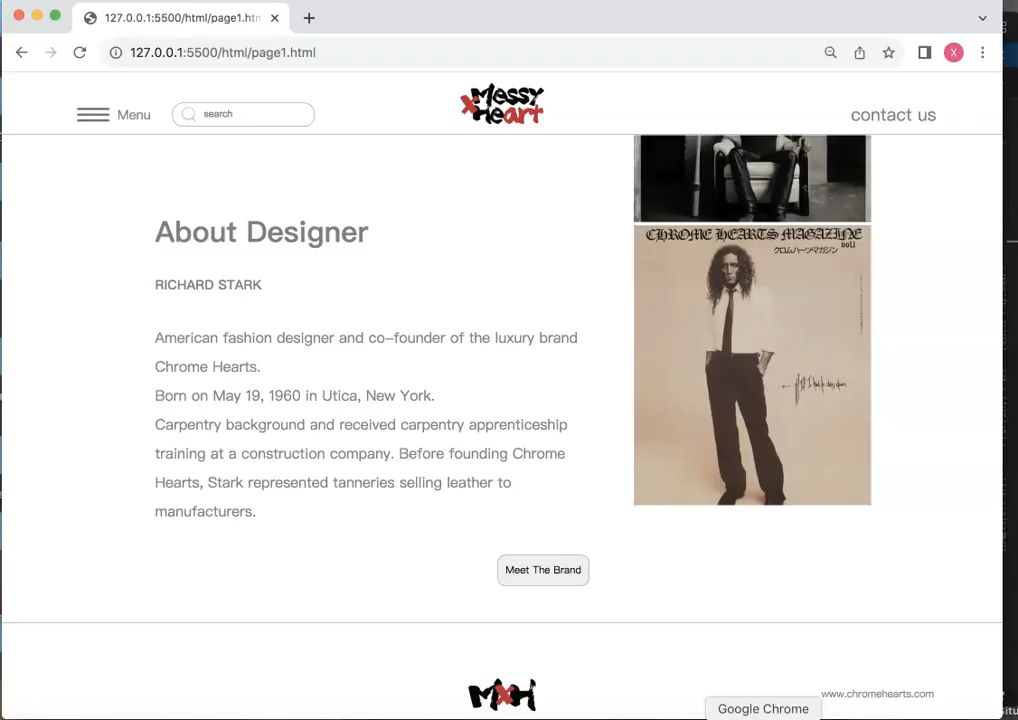 127.0.0.1:5500/html/page1.htm
127.0.0.1:5500/html/page1.html
X
Menu
search
xMessy
Heart
contact us
About Designer
RICHARD STARK
American fashion designer and co-founder of the luxury brand
Chrome Hearts.
Born on May 19, 1960 in Utica, New York.
Carpentry background and received carpentry apprenticeship
training at a construction company. Before founding Chrome
Hearts, Stark represented tanneries selling leather to
manufacturers.
CHROME HEARTS MAGAZINE
クロムハーツマガジン
vol.1
Meet The Brand
MXH
www.chromehearts.com
Google Chrome